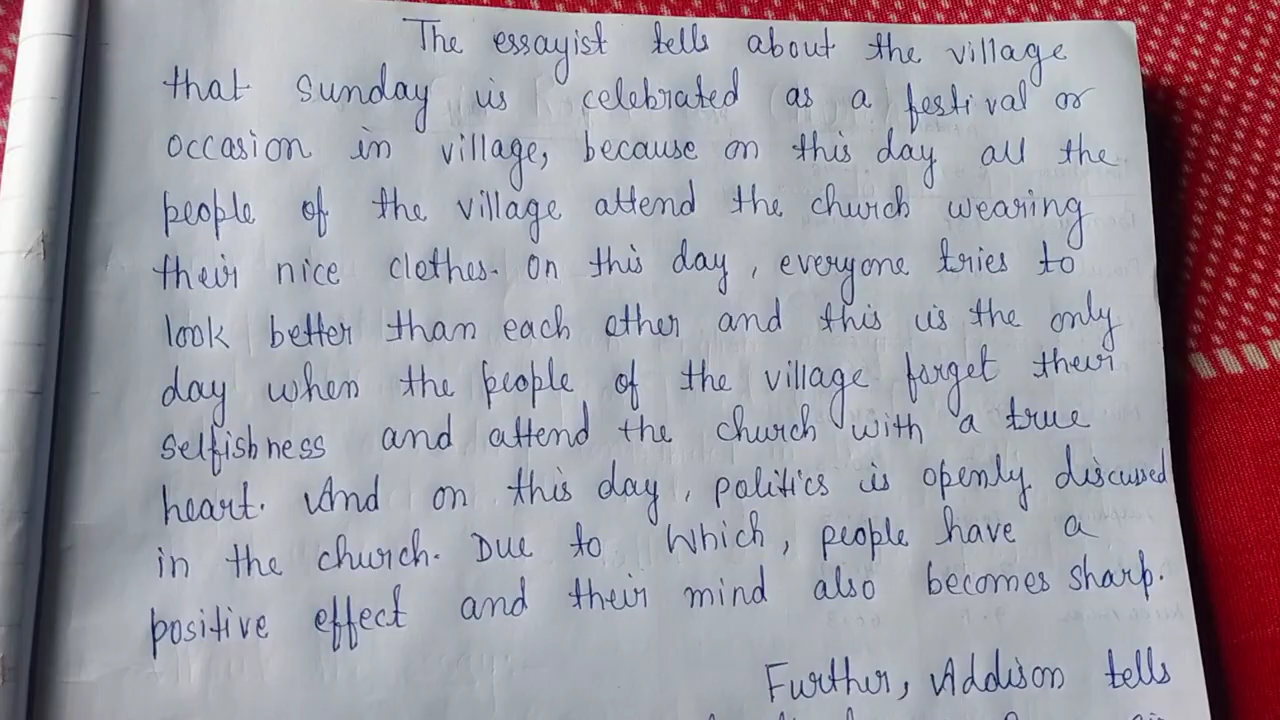 The essayist tells about the village
that Sunday is celebrated as a festival or
occasion in village, because on this day all the
people of the village attend the church wearing
their nice clothes. On this day, everyone tries to
look better than each other and this is the only
day when the people of the village forget their
selfishness and attend the church with a true
heart. And on this day, politics is openly discussed
in the church. Due to which, people have a
positive effect and their mind also becomes sharp.
Further, Addison tells